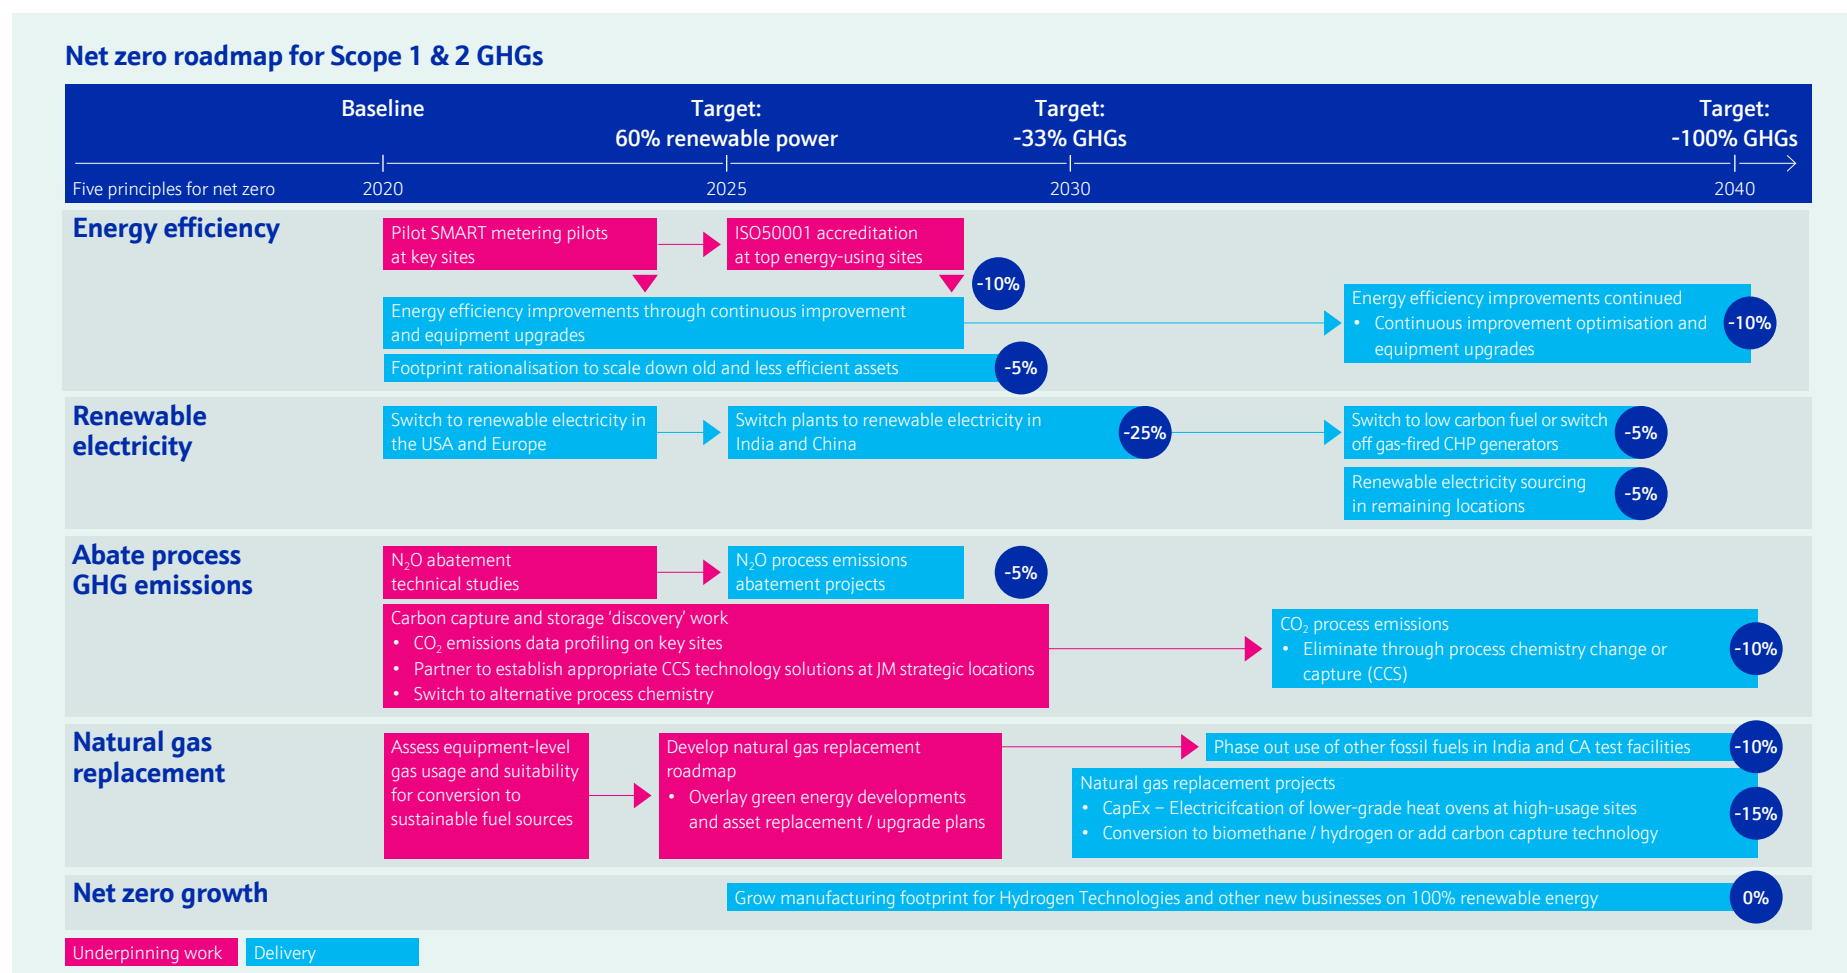 Net zero roadmap for Scope 1 & 2 GHGs
Baseline
Target:
60% renewable power
Target:
-33% GHGs
Target:
-100% GHGs
Five principles for net zero
2020
2025
2030
2040
Energy efficiency
Pilot SMART metering pilots
at key sites
ISO50001 accreditation
at top energy-using sites
-10%
Energy efficiency improvements through continuous improvement
and equipment upgrades
Energy efficiency improvements continued
• Continuous improvement optimisation and
equipment upgrades
-10%
Footprint rationalisation to scale down old and less efficient assets
-5%
Renewable
electricity
Switch to renewable electricity in
the USA and Europe
Switch plants to renewable electricity in
India and China
-25%
Switch to low carbon fuel or switch
off gas-fired CHP generators
-5%
Renewable electricity sourcing
in remaining locations
-5%
Abate process
GHG emissions
N₂O abatement
technical studies
N₂O process emissions
abatement projects
-5%
Carbon capture and storage ‘discovery’ work
• CO₂ emissions data profiling on key sites
• Partner to establish appropriate CCS technology solutions at JM strategic locations
• Switch to alternative process chemistry
CO₂ process emissions
• Eliminate through process chemistry change or
capture (CCS)
-10%
Natural gas
replacement
Assess equipment-level
gas usage and suitability
for conversion to
sustainable fuel sources
Develop natural gas replacement
roadmap
• Overlay green energy developments
and asset replacement / upgrade plans
Phase out use of other fossil fuels in India and CA test facilities
-10%
Natural gas replacement projects
• CapEx – Electricifcation of lower-grade heat ovens at high-usage sites
• Conversion to biomethane / hydrogen or add carbon capture technology
-15%
Net zero growth
Grow manufacturing footprint for Hydrogen Technologies and other new businesses on 100% renewable energy
0%
Underpinning work
Delivery